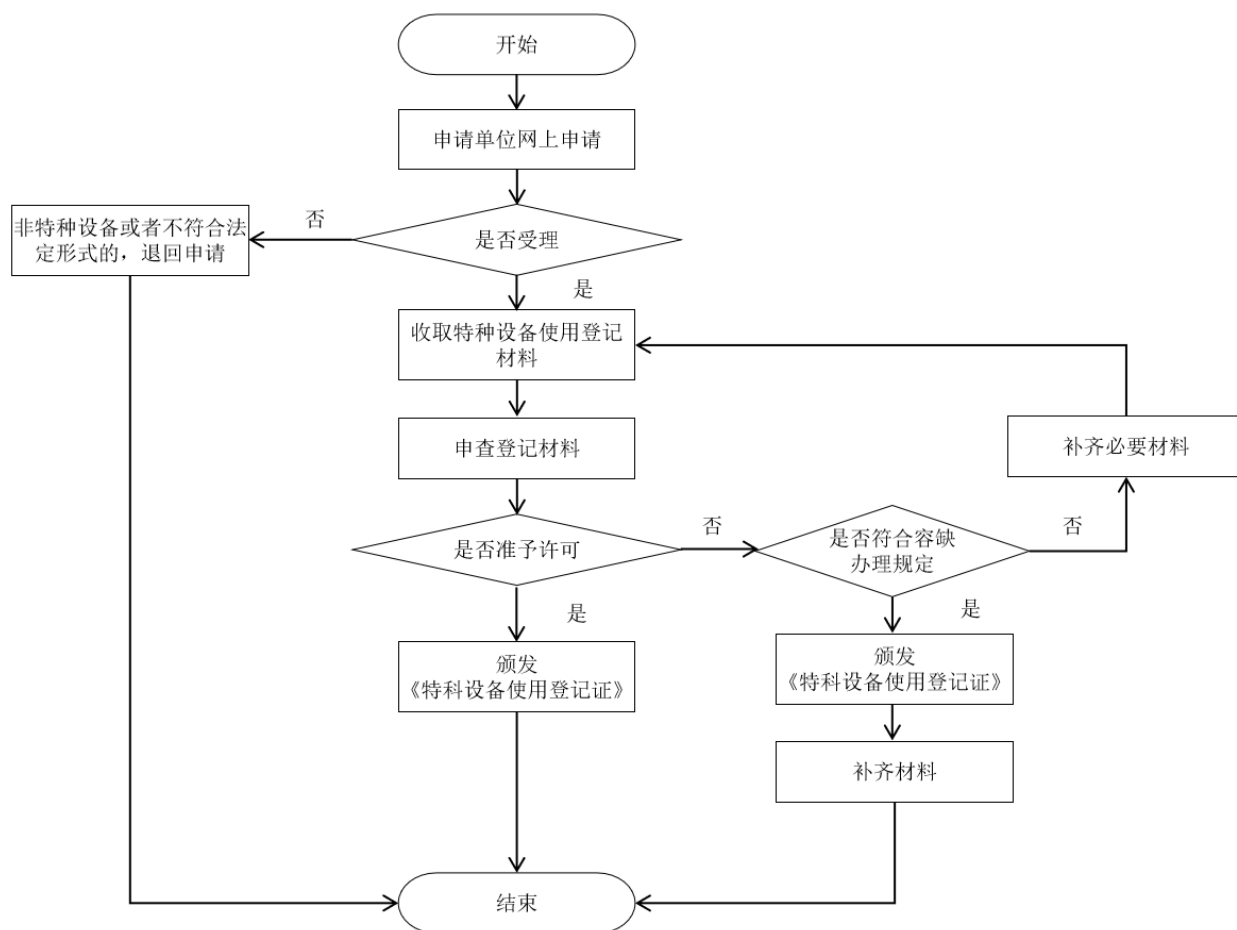 开始
申请单位网上申请
否
非特种设备或者不符合法
定形式的，退回申请
是否受理
是
收取特种设备使用登记
材料
申查登记材料
补齐必要材料
是否准予许可
否
是否符合容缺
办理规定
否
是
是
颁发
《特科设备使用登记证》
颁发
《特科设备使用登记证》
补齐材料
结束